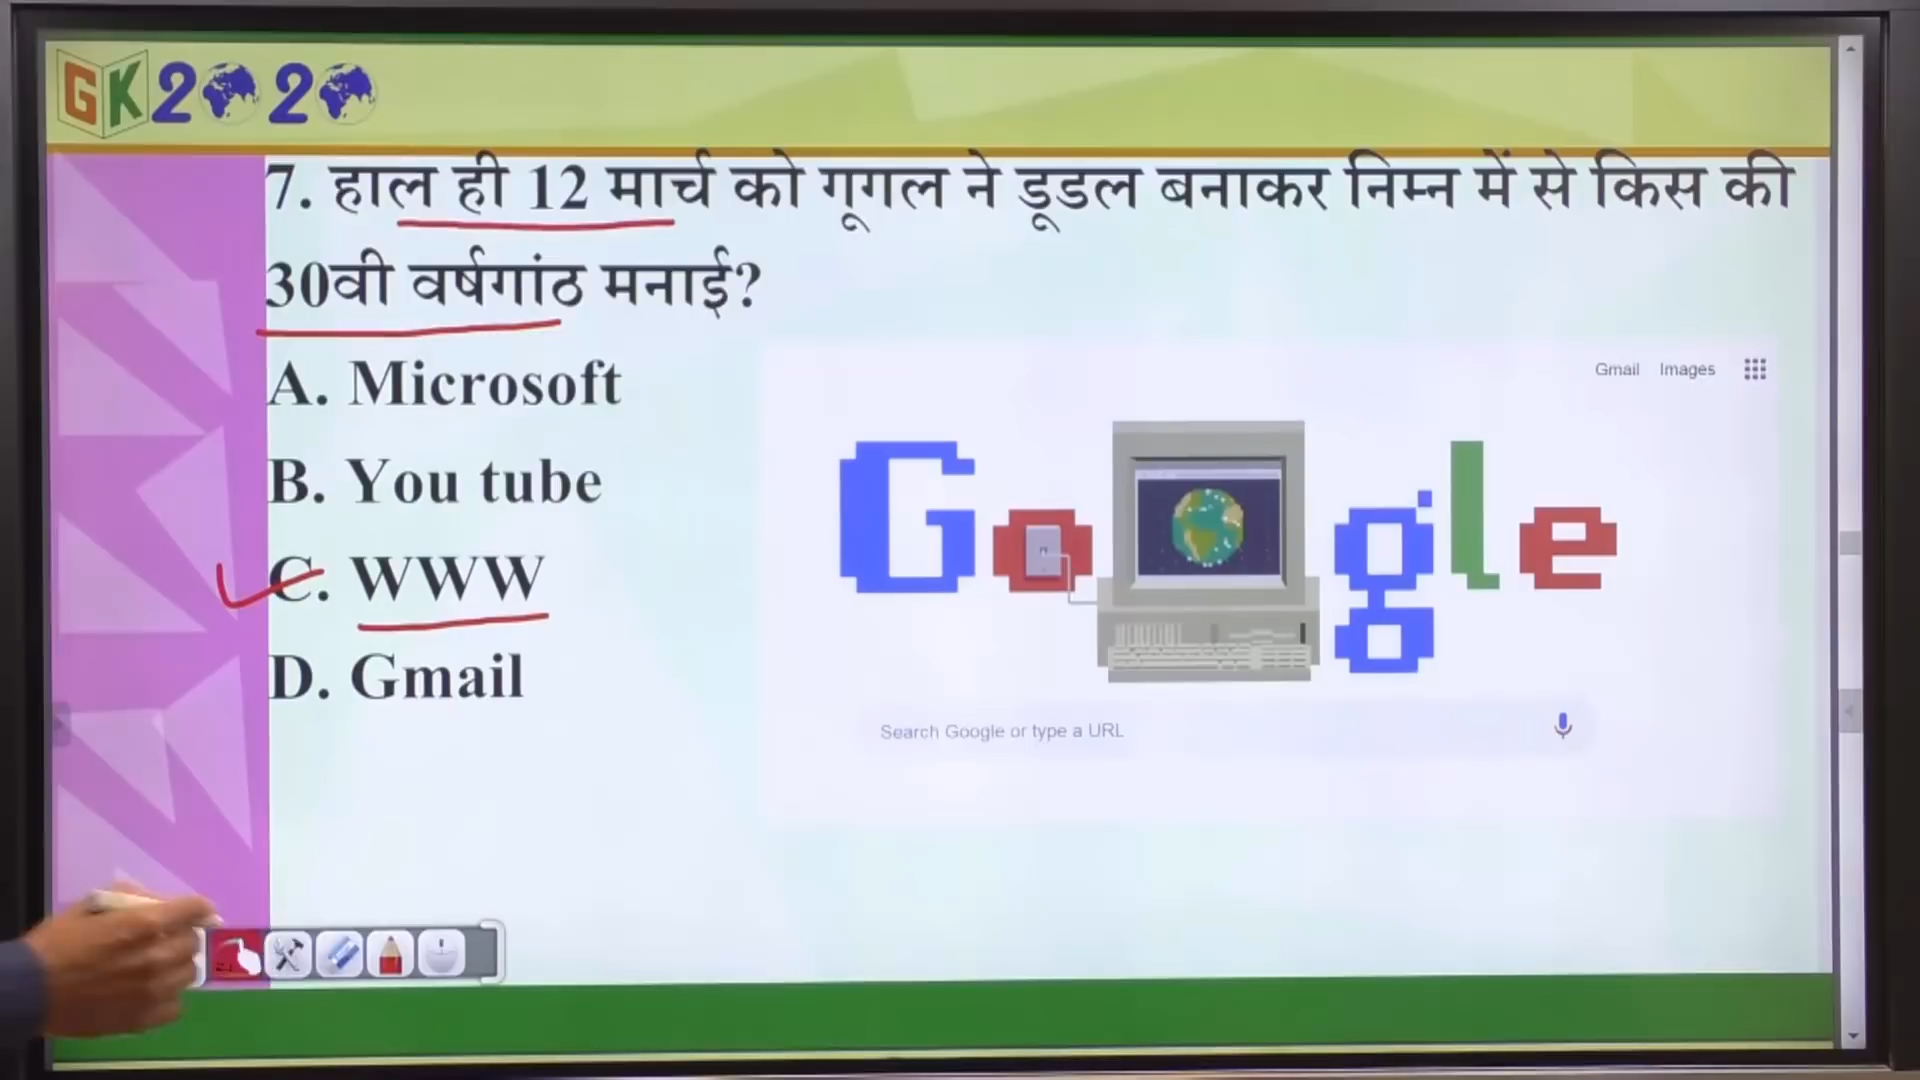 GK2020
7. हाल ही 12 मार्च को गूगल ने डूडल बनाकर निम्न में से किस की
30वी वर्षगांठ मनाई?
A. Microsoft
B. You tube
C. WWW
D. Gmail
Gmail Images
Google
Search Google or type a URL